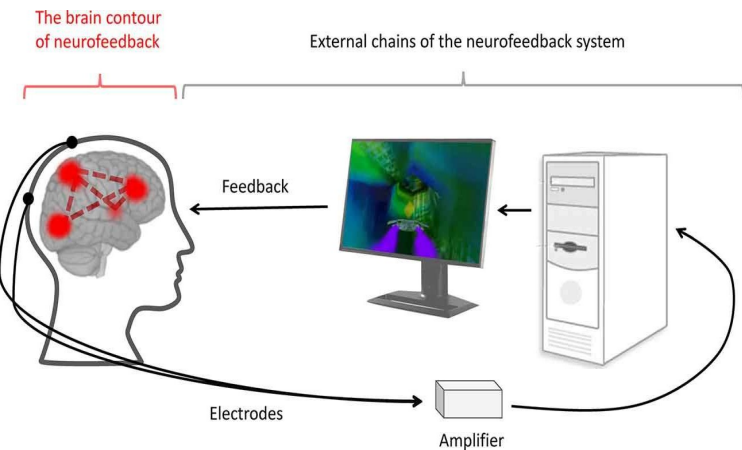 The brain contour
of neurofeedback
External chains of the neurofeedback system
Feedback
Electrodes
Amplifier